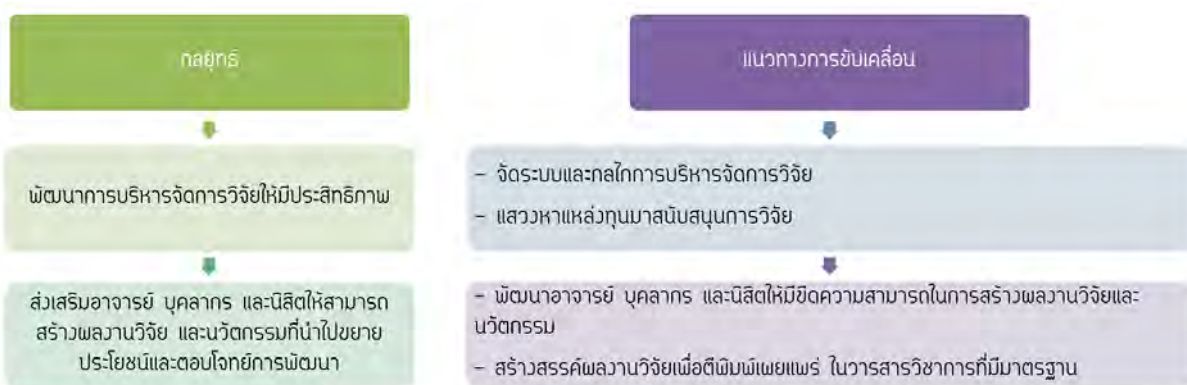 กลยุทธ์
แนวทางการขับเคลื่อน
พัฒนาการบริหารจัดการวิจัยให้มีประสิทธิภาพ
– จัดระบบและกลไกการบริหารจัดการวิจัย
– แสวงหาแหล่งทุนมาสนับสนุนการวิจัย
ส่งเสริมอาจารย์ บุคลากร และนิสิตให้สามารถ
สร้างผลงานวิจัย และนวัตกรรมที่นำไปขยาย
ประโยชน์และตอบโจทย์การพัฒนา
– พัฒนาอาจารย์ บุคลากร และนิสิตให้มีขีดความสามารถในการสร้างผลงานวิจัยและ
นวัตกรรม
– สร้างสรรค์ผลงานวิจัยเพื่อตีพิมพ์เผยแพร่ ในวารสารวิชาการที่มีมาตรฐาน